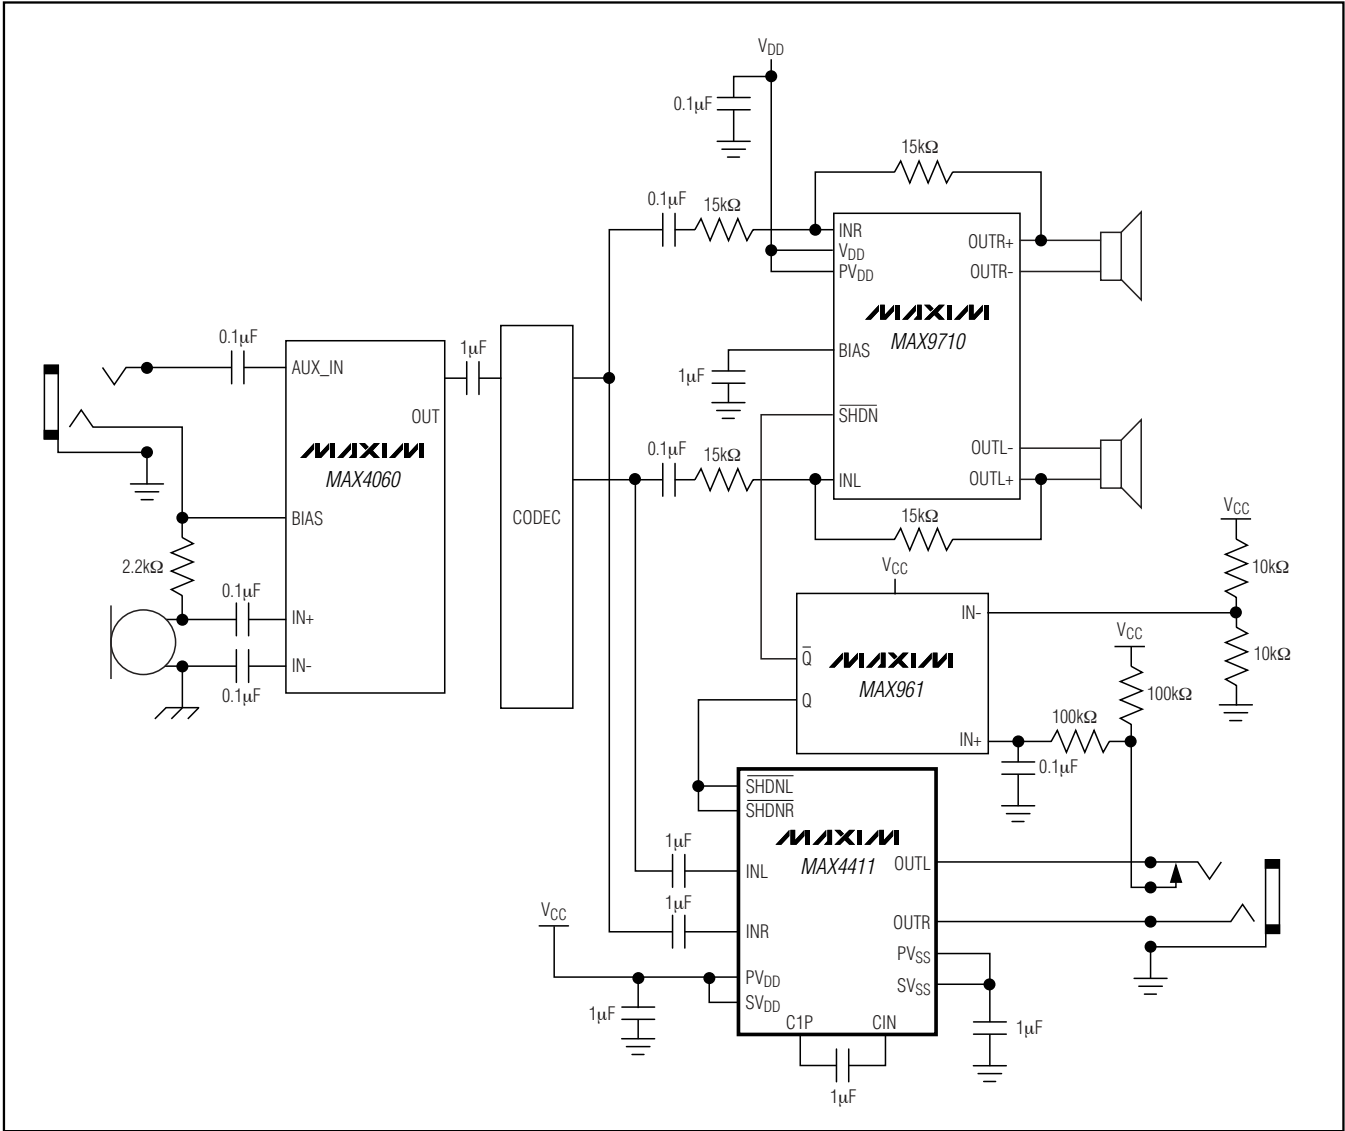 VDD
0.1µF
15kΩ
0.1µF
15kΩ
INR
VDD
PVDD
OUTR+
OUTR-
MAXIM
MAX9710
BIAS
1µF
SHDN
0.1µF
15kΩ
INL
OUTL-
OUTL+
15kΩ
0.1µF
AUX_IN
OUT
MAXIM
MAX4060
BIAS
2.2kΩ
0.1µF
IN+
IN-
0.1µF
1µF
CODEC
VCC
IN-
Q
MAXIM
MAX961
Q
IN+
VCC
10kΩ
10kΩ
VCC
100kΩ
100kΩ
0.1µF
SHDNL
SHDNR
MAXIM
MAX4411
1µF
INL
OUTL
1µF
INR
OUTR
VCC
PVDD
SVDD
1µF
PVSS
SVSS
1µF
C1P
CIN
1µF